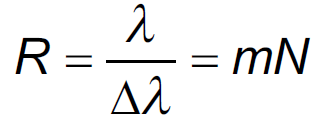 R = λ/Δλ = mN